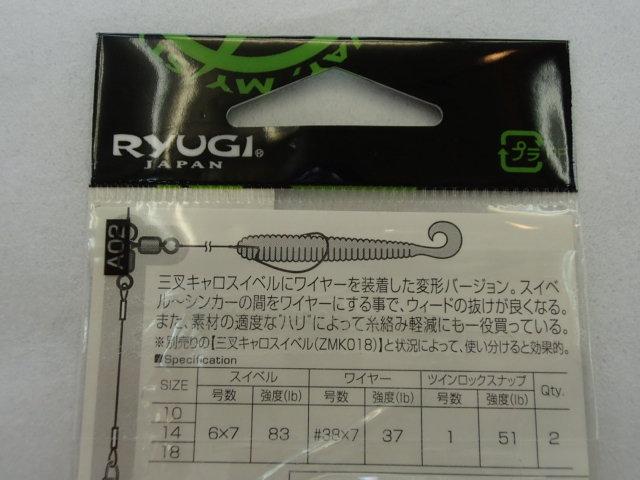 RYUGI®
JAPAN
プラ
A02
三叉キャロスイベルにワイヤーを装着した変形バージョン。スイベ
ル～シンカーの間をワイヤーにする事で、ウィードの抜けが良くなる。
また、素材の適度な"ハリ"によって糸絡み軽減にも一役買っている。
※別売りの【三叉キャロスイベル(ZMK018)】と状況によって、使い分けると効果的。
Specification
SIZE スイベル ワイヤー ツインロックスナップ Qty.
号数 強度(lb) 号数 強度(lb) 号数 強度(lb)
10
14 6×7 83 #38×7 37 1 51 2
18